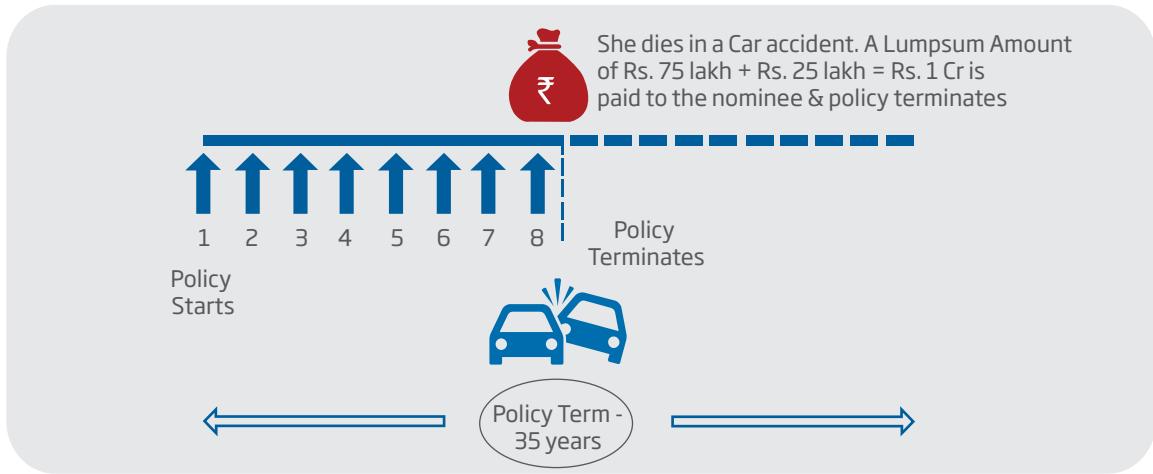 She dies in a Car accident. A Lumpsum Amount
of Rs. 75 lakh + Rs. 25 lakh = Rs. 1 Cr is
paid to the nominee & policy terminates
₹
1 2 3 4 5 6 7 8
Policy
Starts
Policy
Terminates
Policy Term -
35 years